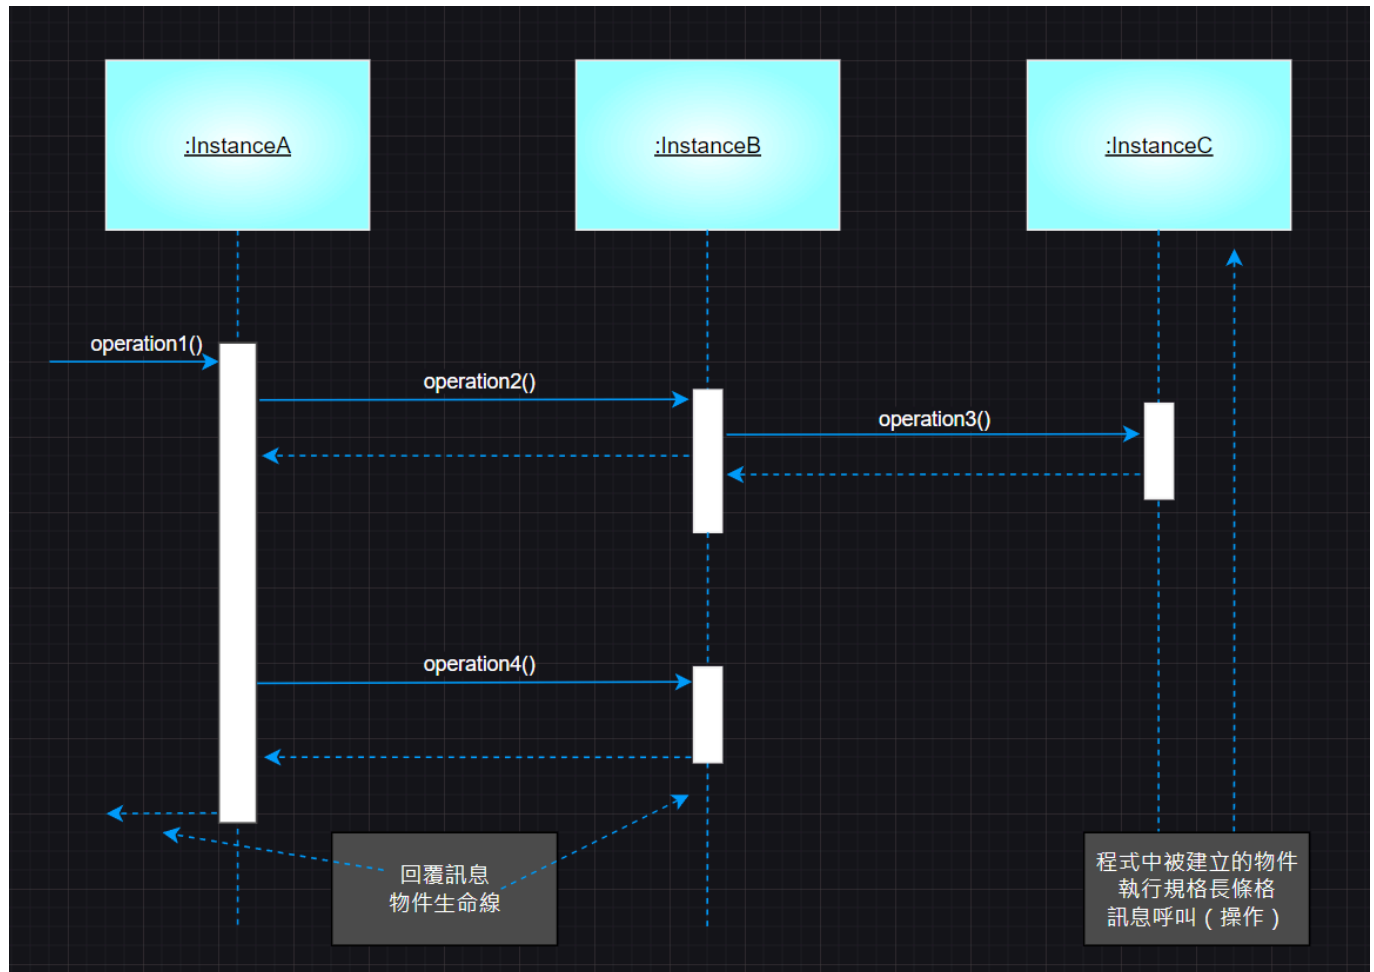 :InstanceA
:InstanceB
:InstanceC
operation1()
operation2()
operation3()
operation4()
回覆訊息
物件生命線
程式中被建立的物件
執行規格長條格
訊息呼叫（操作）